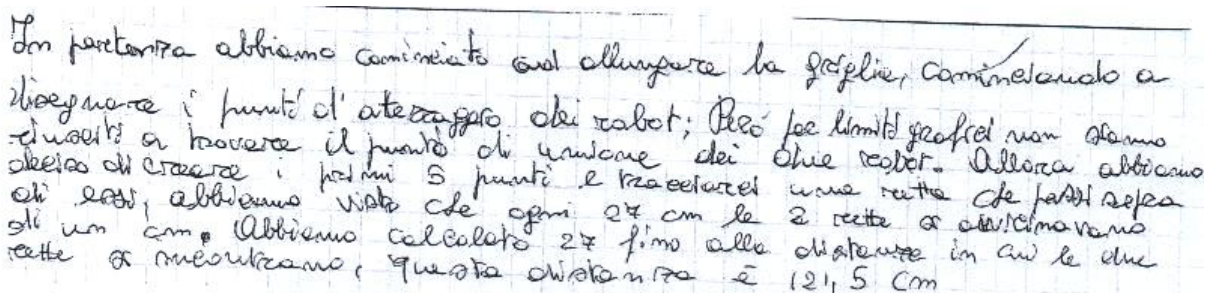 In partenza abbiamo cominciato ad allungare la griglia, cominciando a
disegnare i punti d'aterraggio dei robot; Però per limiti grafici non siamo
riusciti a trovare il punto di unione dei due robot. Allora abbiamo
deciso di creare i primi 5 punti e tracciarci una retta che passi sopra
di essi, abbiamo visto che ogni 27 cm le 2 rette si avvicinavano
di un cm. Abbiamo calcolato 27 fino alla distanza in cui le due
rette si incontrano, questa distanza è 121,5 cm